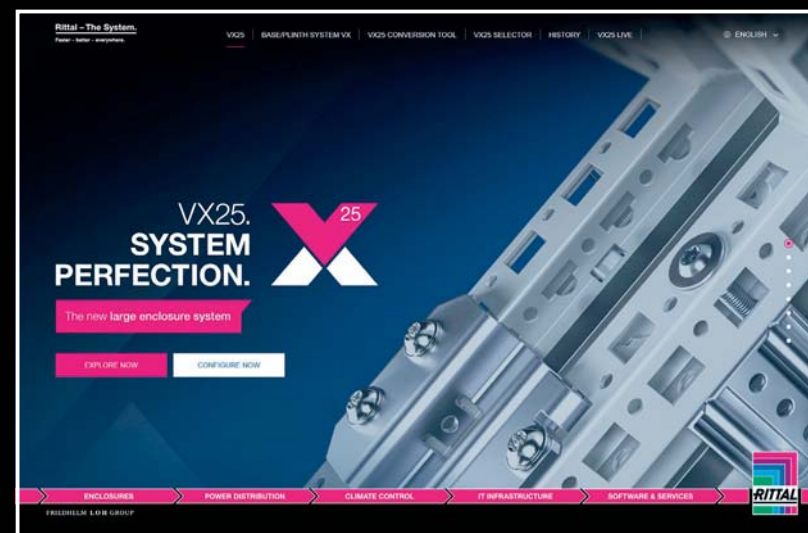 Rittal – The System.
Faster – better – everywhere.
VX25
BASE/PLINTH SYSTEM VX
VX25 CONVERSION TOOL
VX25 SELECTOR
HISTORY
VX25 LIVE
ENGLISH
VX25.
SYSTEM
PERFECTION.
25
The new large enclosure system
EXPLORE NOW
CONFIGURE NOW
ENCLOSURES
POWER DISTRIBUTION
CLIMATE CONTROL
IT INFRASTRUCTURE
SOFTWARE & SERVICES
RITTAL
FRIEDHELM LOH GROUP